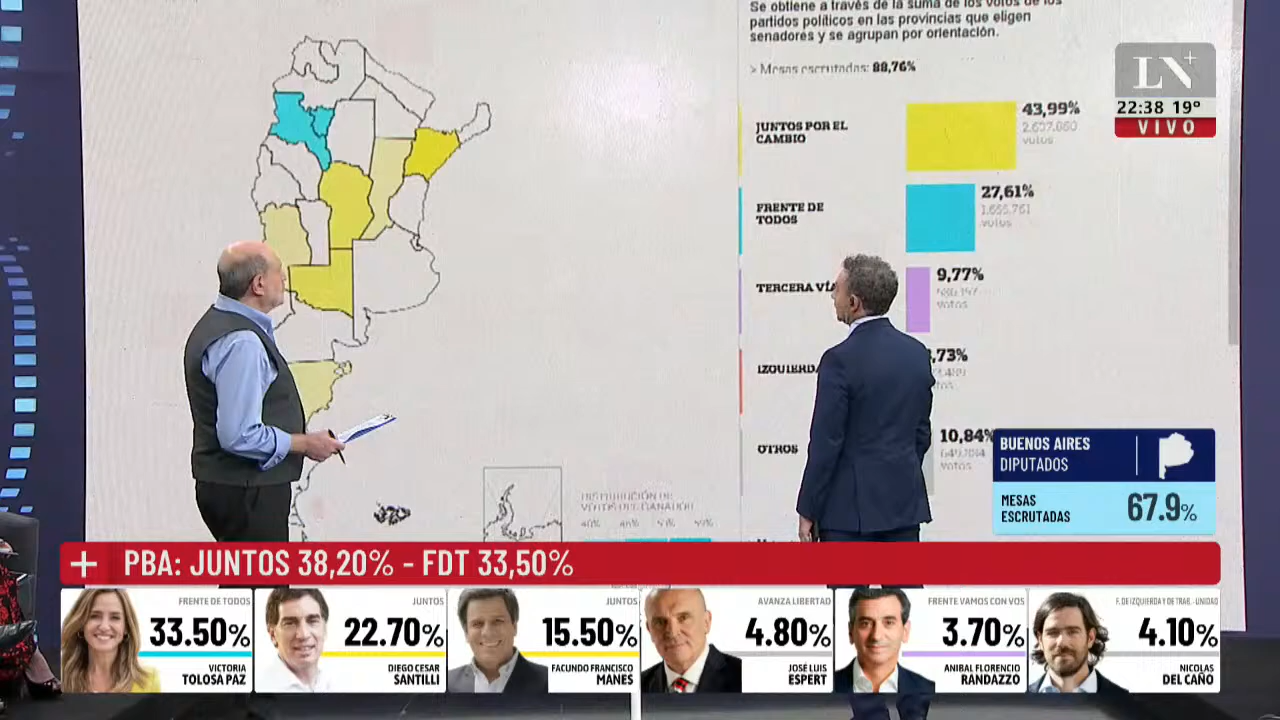 Se obtiene a través de la suma de los votos de los
partidos políticos en las provincias que eligen
senadores y se agrupan por orientación.
> Mesas escrutadas: 88,76%
LN+
22:38 19°
VIVO
JUNTOS POR EL
CAMBIO
43,99%
votos
FRENTE DE
TODOS
27,61%
votos
TERCERA VÍA
9,77%
votos
,73%
OTROS
10,84%
votos
BUENOS AIRES
DIPUTADOS
MESAS
ESCRUTADAS
67.9%
DISTRIBUCIÓN DE
VOTOS DEL GANADOR
+ PBA: JUNTOS 38,20% - FDT 33,50%
FRENTE DE TODOS
33.50%
VICTORIA
TOLOSA PAZ
JUNTOS
22.70%
DIEGO CESAR
SANTILLI
JUNTOS
15.50%
FACUNDO FRANCISCO
MANES
AVANZA LIBERTAD
4.80%
JOSÉ LUIS
ESPERT
FRENTE VAMOS CON VOS
3.70%
ANIBAL FLORENCIO
RANDAZZO
F. DE IZQUIERDA Y DE TRAB. - UNIDAD
4.10%
NICOLAS
DEL CAÑO